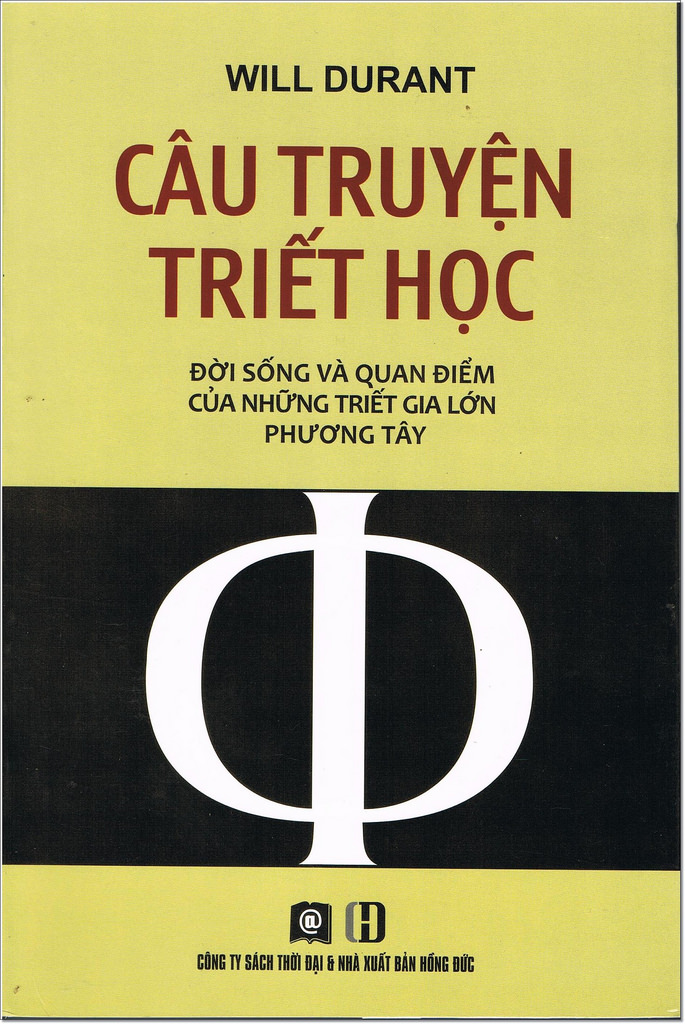 WILL DURANT
CÂU TRUYỆN
TRIẾT HỌC
ĐỜI SỐNG VÀ QUAN ĐIỂM
CỦA NHỮNG TRIẾT GIA LỚN
PHƯƠNG TÂY
Φ
@ HD
CÔNG TY SÁCH THỜI ĐẠI & NHÀ XUẤT BẢN HỒNG ĐỨC